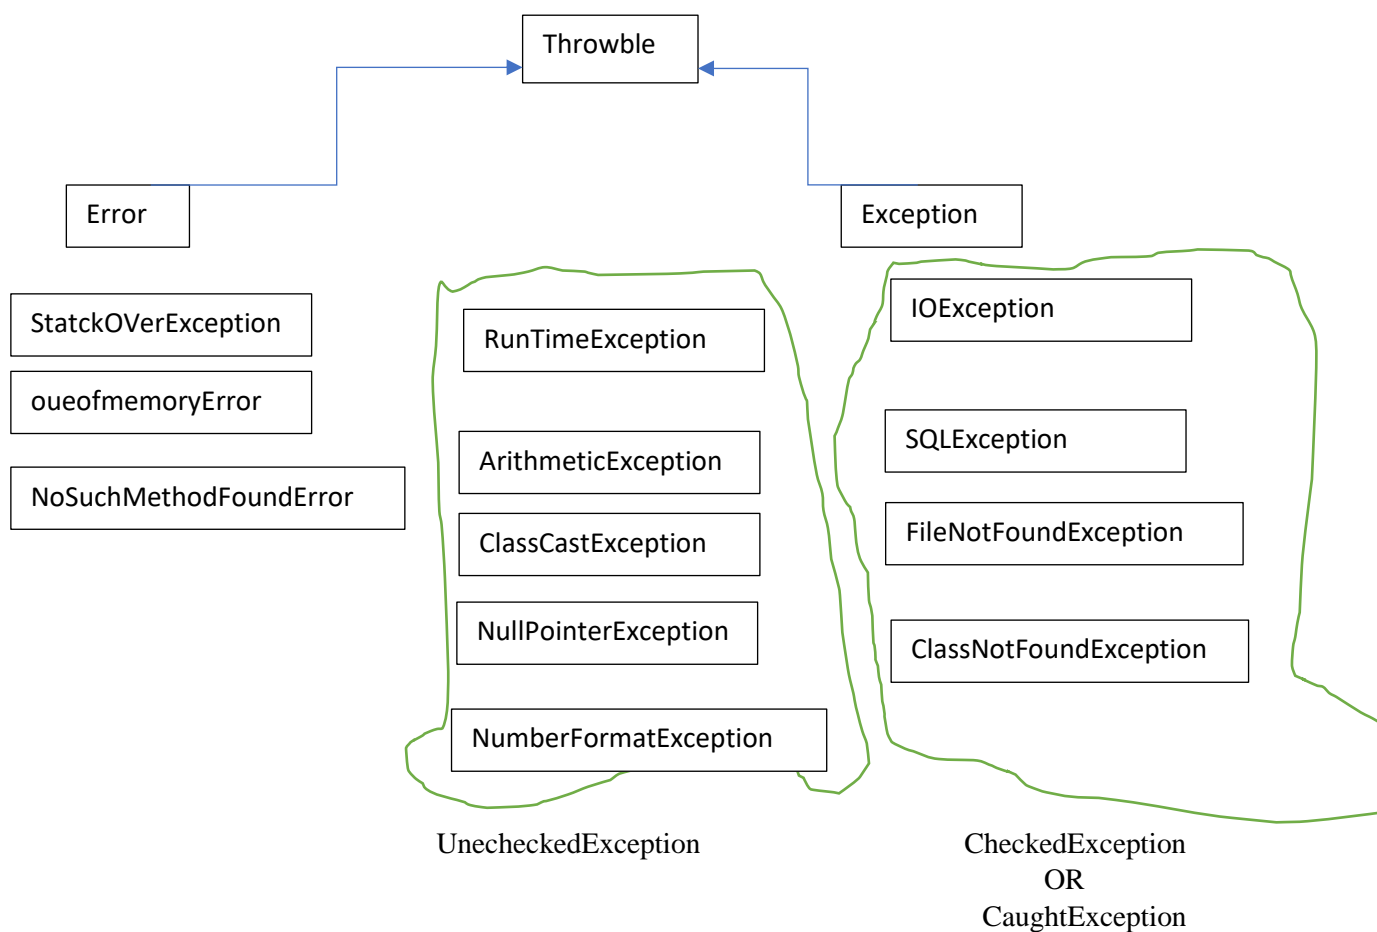 Throwble
Error
Exception
StatckOVerException
oueofmemoryError
NoSuchMethodFoundError
RunTimeException
ArithmeticException
ClassCastException
NullPointerException
NumberFormatException
IOException
SQLException
FileNotFoundException
ClassNotFoundException
UnecheckedException
CheckedException
OR
CaughtException